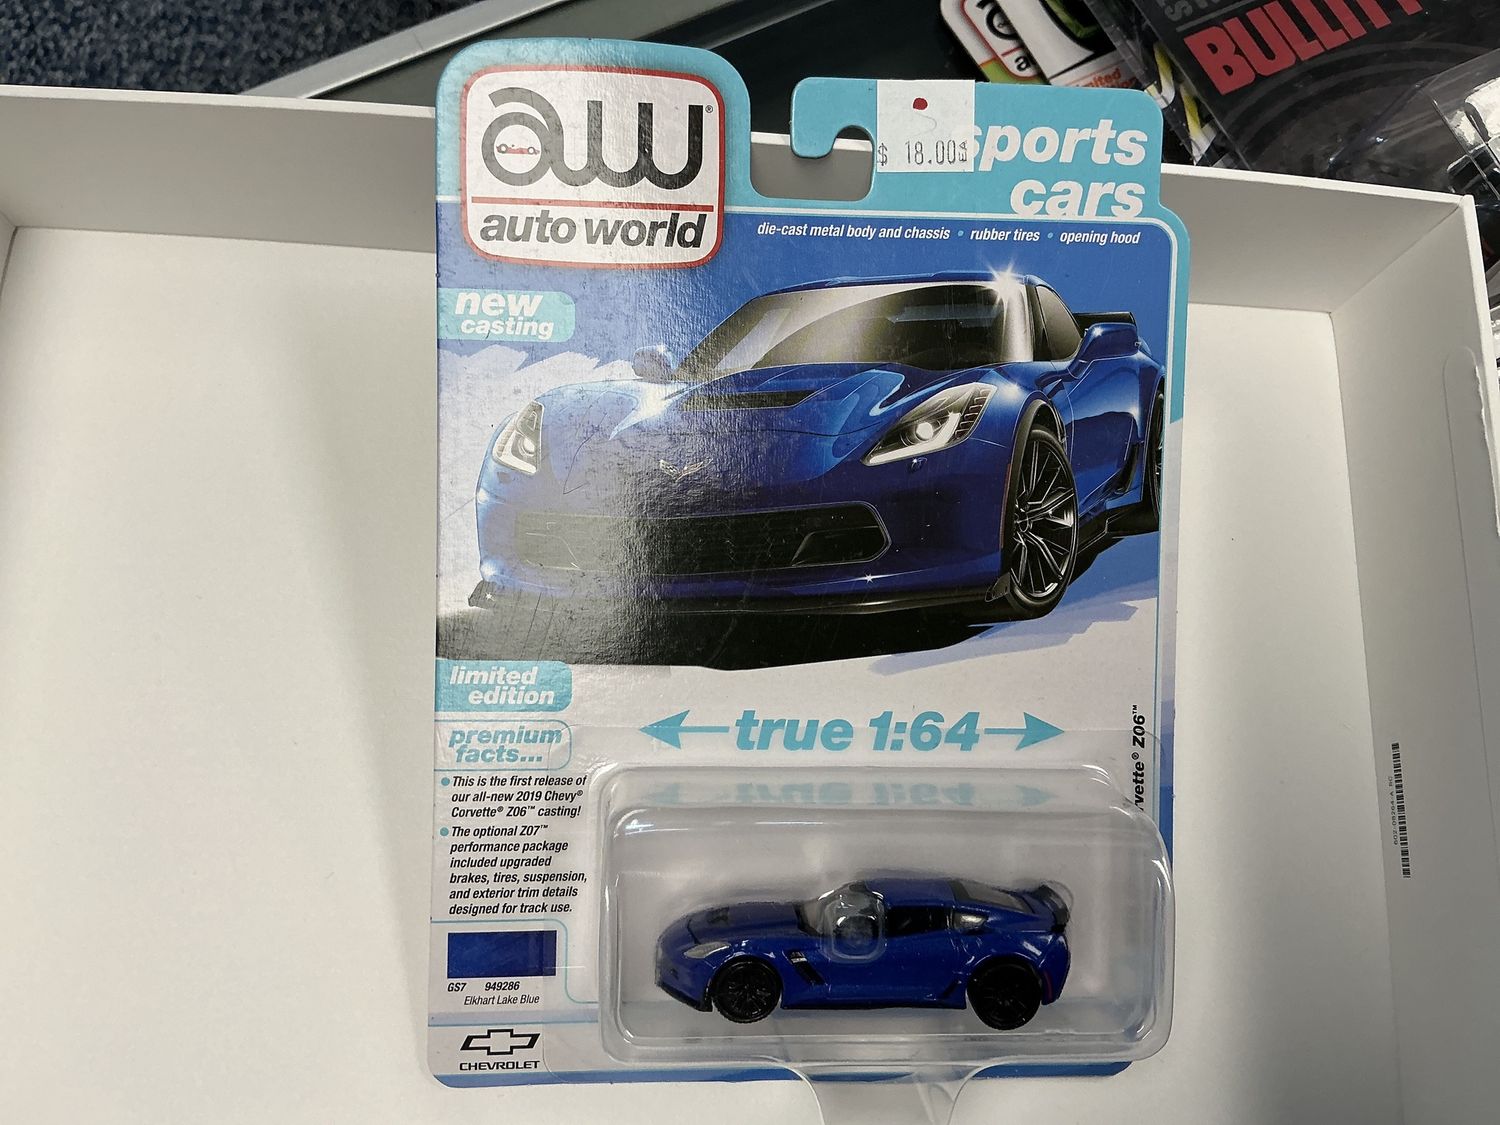 BULLITT
aw®
auto world
$ 18.00
sports
cars
die-cast metal body and chassis • rubber tires • opening hood
new
casting
limited
edition
true 1:64
premium
facts...
• This is the first release of
our all-new 2019 Chevy®
Corvette® Z06™ casting!
• The optional Z07™
performance package
included upgraded
brakes, tires, suspension,
and exterior trim details
designed for track use.
GS7 949286
Elkhart Lake Blue
CHEVROLET
vette® Z06™